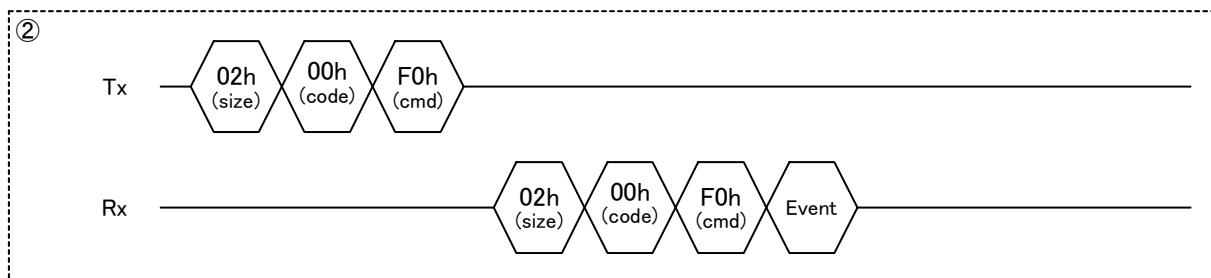 ②
Tx
02h
(size)
00h
(code)
F0h
(cmd)
Rx
02h
(size)
00h
(code)
F0h
(cmd)
Event